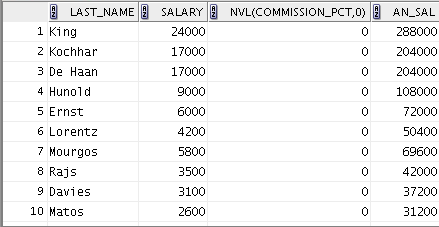 LAST_NAME SALARY NVL(COMMISSION_PCT,0) AN_SAL
1 King 24000 0 288000
2 Kochhar 17000 0 204000
3 De Haan 17000 0 204000
4 Hunold 9000 0 108000
5 Ernst 6000 0 72000
6 Lorentz 4200 0 50400
7 Mourgos 5800 0 69600
8 Rajs 3500 0 42000
9 Davies 3100 0 37200
10 Matos 2600 0 31200